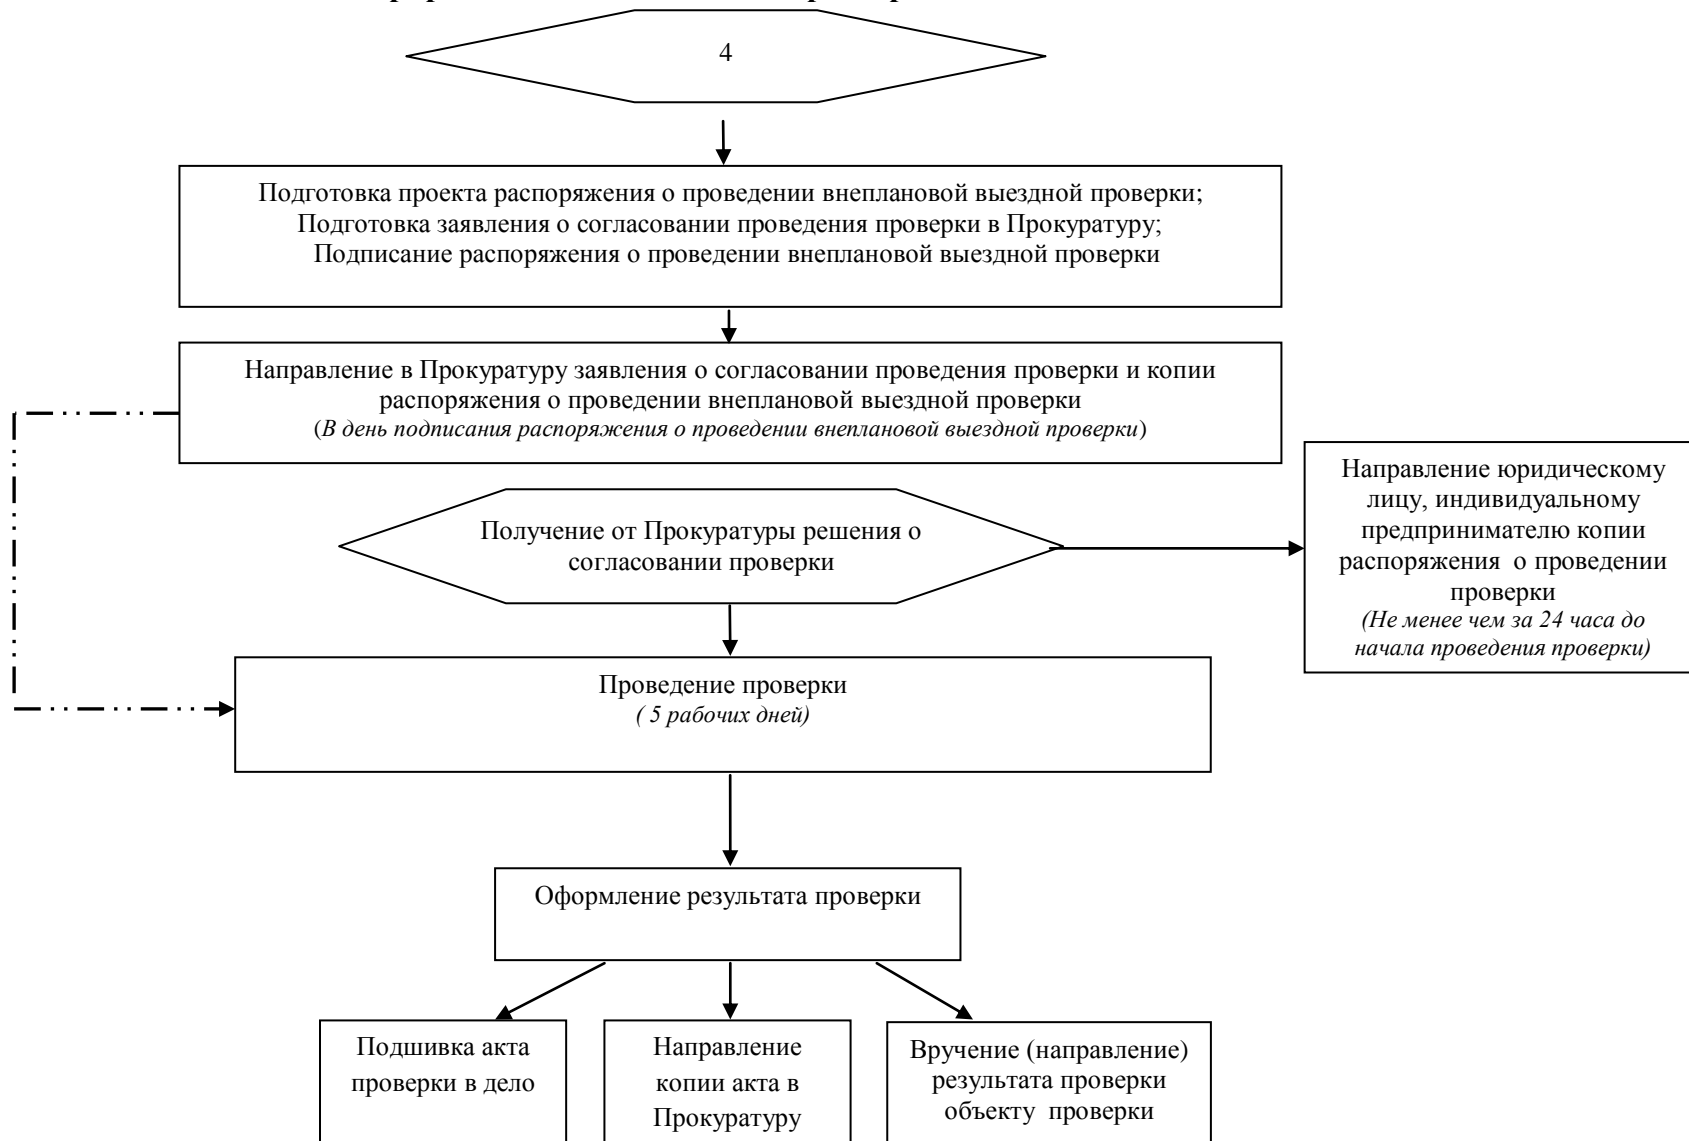 4
Подготовка проекта распоряжения о проведении внеплановой выездной проверки;
Подготовка заявления о согласовании проведения проверки в Прокуратуру;
Подписание распоряжения о проведении внеплановой выездной проверки
Направление в Прокуратуру заявления о согласовании проведения проверки и копии
распоряжения о проведении внеплановой выездной проверки
(В день подписания распоряжения о проведении внеплановой выездной проверки)
Получение от Прокуратуры решения о
согласовании проверки
Направление юридическому
лицу, индивидуальному
предпринимателю копии
распоряжения о проведении
проверки
(Не менее чем за 24 часа до
начала проведения проверки)
Проведение проверки
( 5 рабочих дней)
Оформление результата проверки
Подшивка акта
проверки в дело
Направление
копии акта в
Прокуратуру
Вручение (направление)
результата проверки
объекту проверки